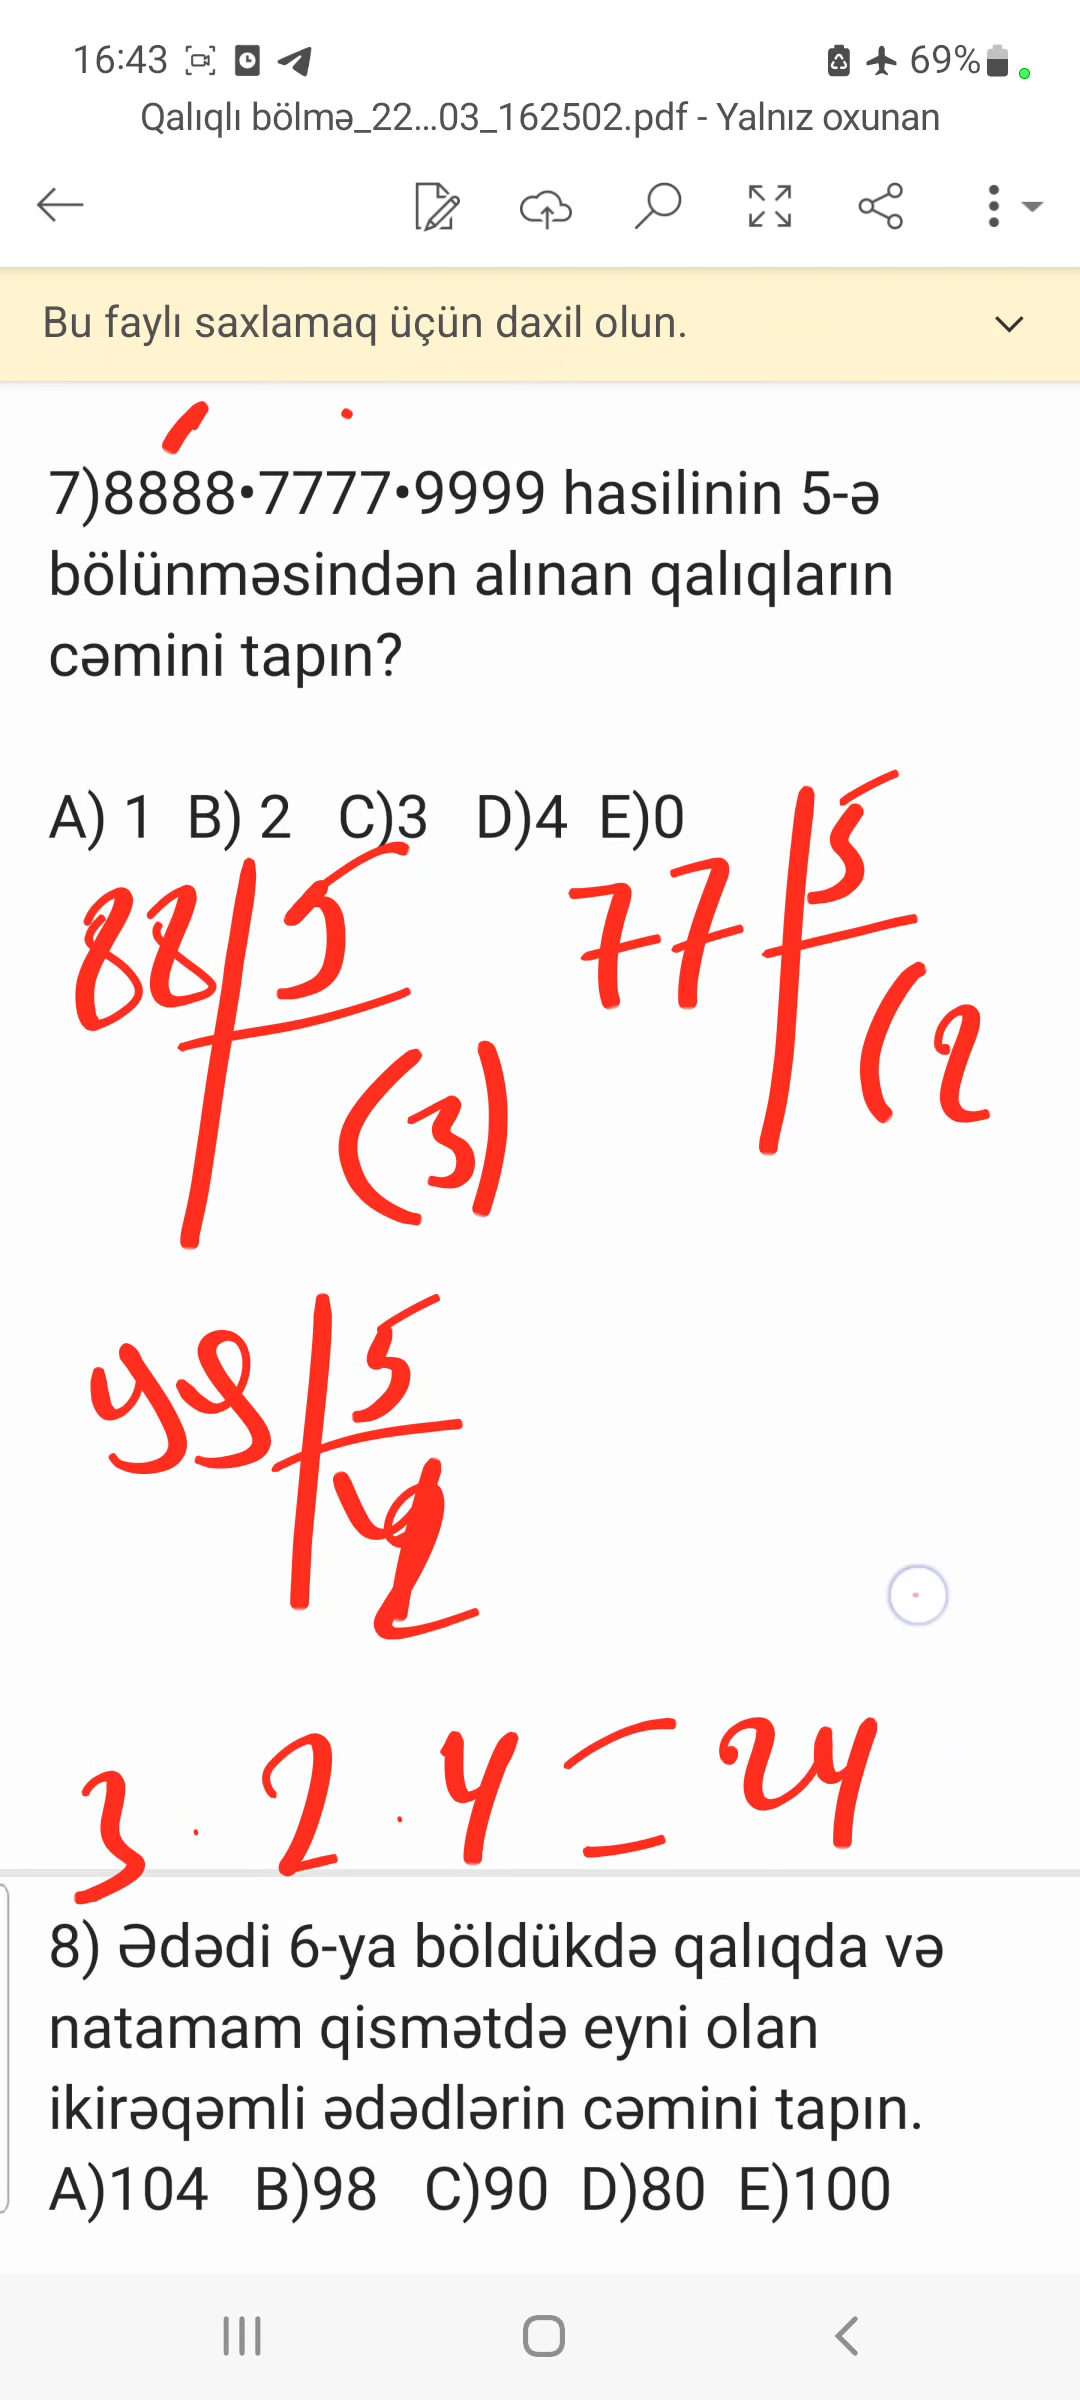 16:43
69%
Qalıqlı bölmə_22...03_162502.pdf - Yalnız oxunan
Bu faylı saxlamaq üçün daxil olun.
7)8888•7777•9999 hasilinin 5-ə
bölünməsindən alınan qalıqların
cəmini tapın?
A) 1 B) 2 C)3 D)4 E)0
88 5
(3)
77 5
(2
99 5
4
3 . 2 . 4 = 24
8) Ədədi 6-ya böldükdə qalıqda və
natamam qismətdə eyni olan
ikirəqəmli ədədlərin cəmini tapın.
A)104 B)98 C)90 D)80 E)100